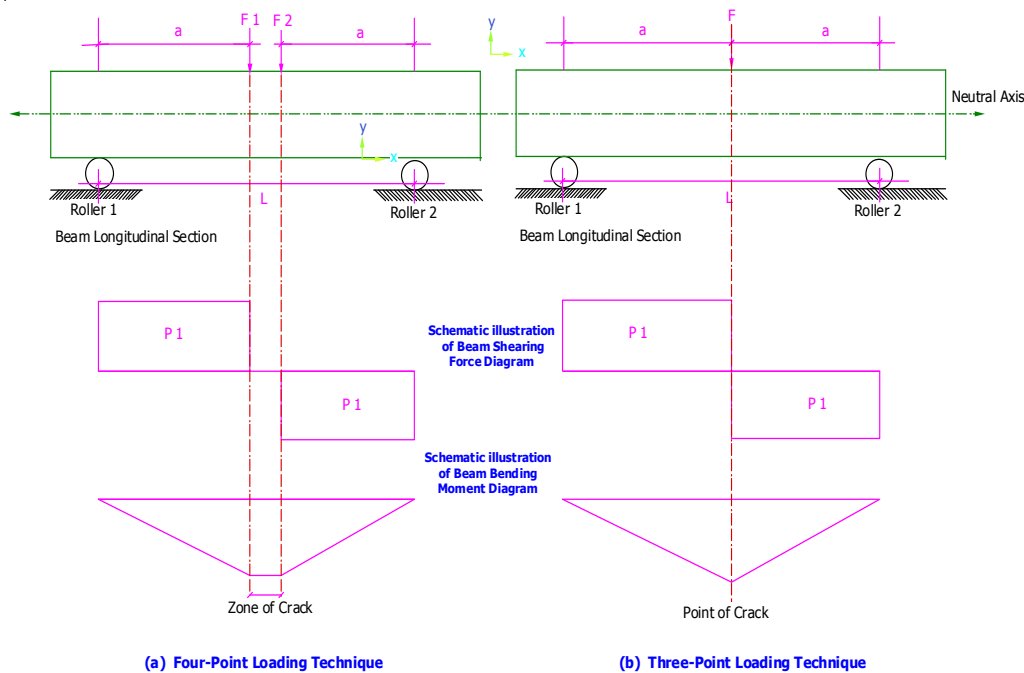 F 1 F 2
a
a
y
x
Roller 1
L
Roller 2
Beam Longitudinal Section
y
x
F
a
a
Neutral Axis
Roller 1
L
Roller 2
Beam Longitudinal Section
P 1
P 1
Schematic illustration
of Beam Shearing
Force Diagram
P 1
P 1
Schematic illustration
of Beam Bending
Moment Diagram
Zone of Crack
Point of Crack
(a) Four-Point Loading Technique
(b) Three-Point Loading Technique